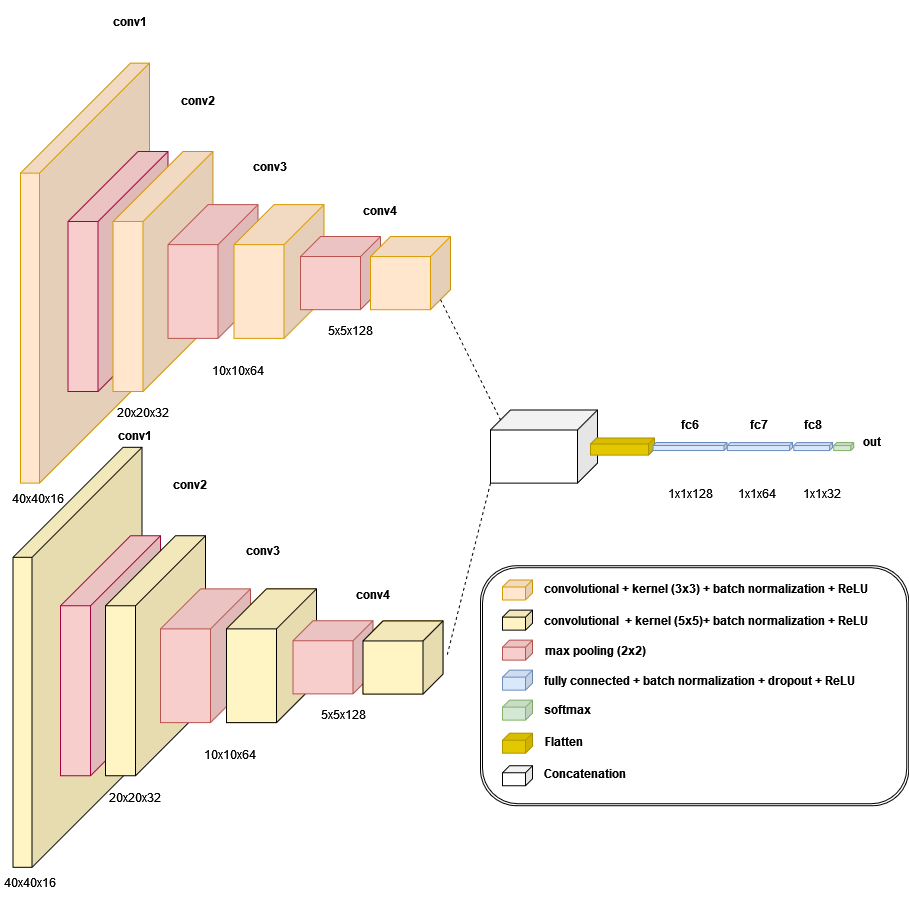 conv1
conv2
conv3
conv4
5x5x128
10x10x64
20x20x32
40x40x16
conv1
conv2
conv3
conv4
5x5x128
10x10x64
20x20x32
40x40x16
fc6
fc7
fc8
out
1x1x128
1x1x64
1x1x32
convolutional + kernel (3x3) + batch normalization + ReLU
convolutional + kernel (5x5)+ batch normalization + ReLU
max pooling (2x2)
fully connected + batch normalization + dropout + ReLU
softmax
Flatten
Concatenation